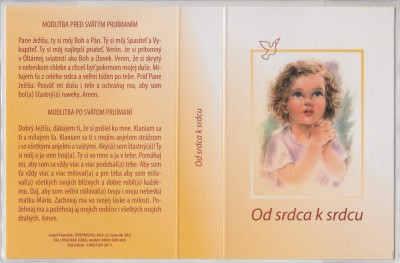 MODLITBA PRED SVÄTÝM PRIJÍMANÍM
Pane Ježišu, ty si môj Boh a Pán. Ty si môj Spasiteľ a Vy-
kupiteľ. Ty si môj najlepší priateľ. Verím, že si prítomný
v Oltárnej sviatosti ako Boh a človek. Verím, že si skrytý
v nebeskom chlebe a chceš byť pokrmom mojej duše. Mi-
lujem ťa z celého srdca a veľmi túžim po tebe. Príď Pane
Ježišu. Posväť mi dušu i telo a ochraňuj ma, aby som
bol(a) šťastný(á) naveky. Amen.
MODLITBA PO SVÄTOM PRIJÍMANÍ
Dobrý Ježišu, ďakujem ti, že si prišiel ku mne. Klaniam sa
ti a milujem ťa. Klaniam sa ti s mojím anjelom strážcom
i so všetkými anjelmi a svätými. Aký(á) som šťastný(á)! Ty
si môj a ja som tvoj(a). Ty si vo mne a ja v tebe. Pomáhaj
mi, aby som sa vždy viac a viac podobal(a) tebe. Aby som
ťa vždy viac a viac miloval(a) a pre teba aby som milo-
val(a) všetkých svojich blížnych a dobre robil(a) každé-
mu. Daj, aby som veľmi miloval(a) tvoju i moju nebeskú
matku Máriu. Zachovaj ma vo svojej láske a milosti. Po-
žehnaj ma a požehnaj aj mojich rodičov i všetkých mojich
drahých. Amen.
Od srdca k srdcu
Od srdca k srdcu